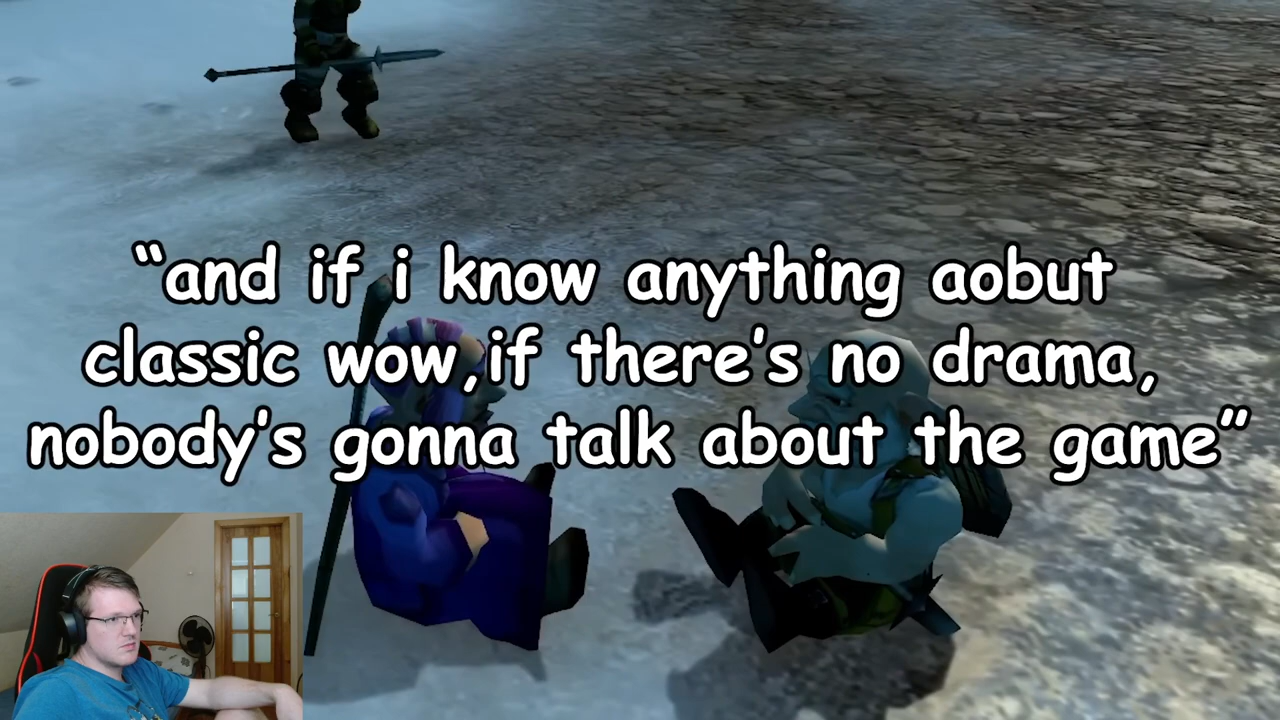 “and if i know anything aobut
classic wow,if there’s no drama,
nobody’s gonna talk about the game”